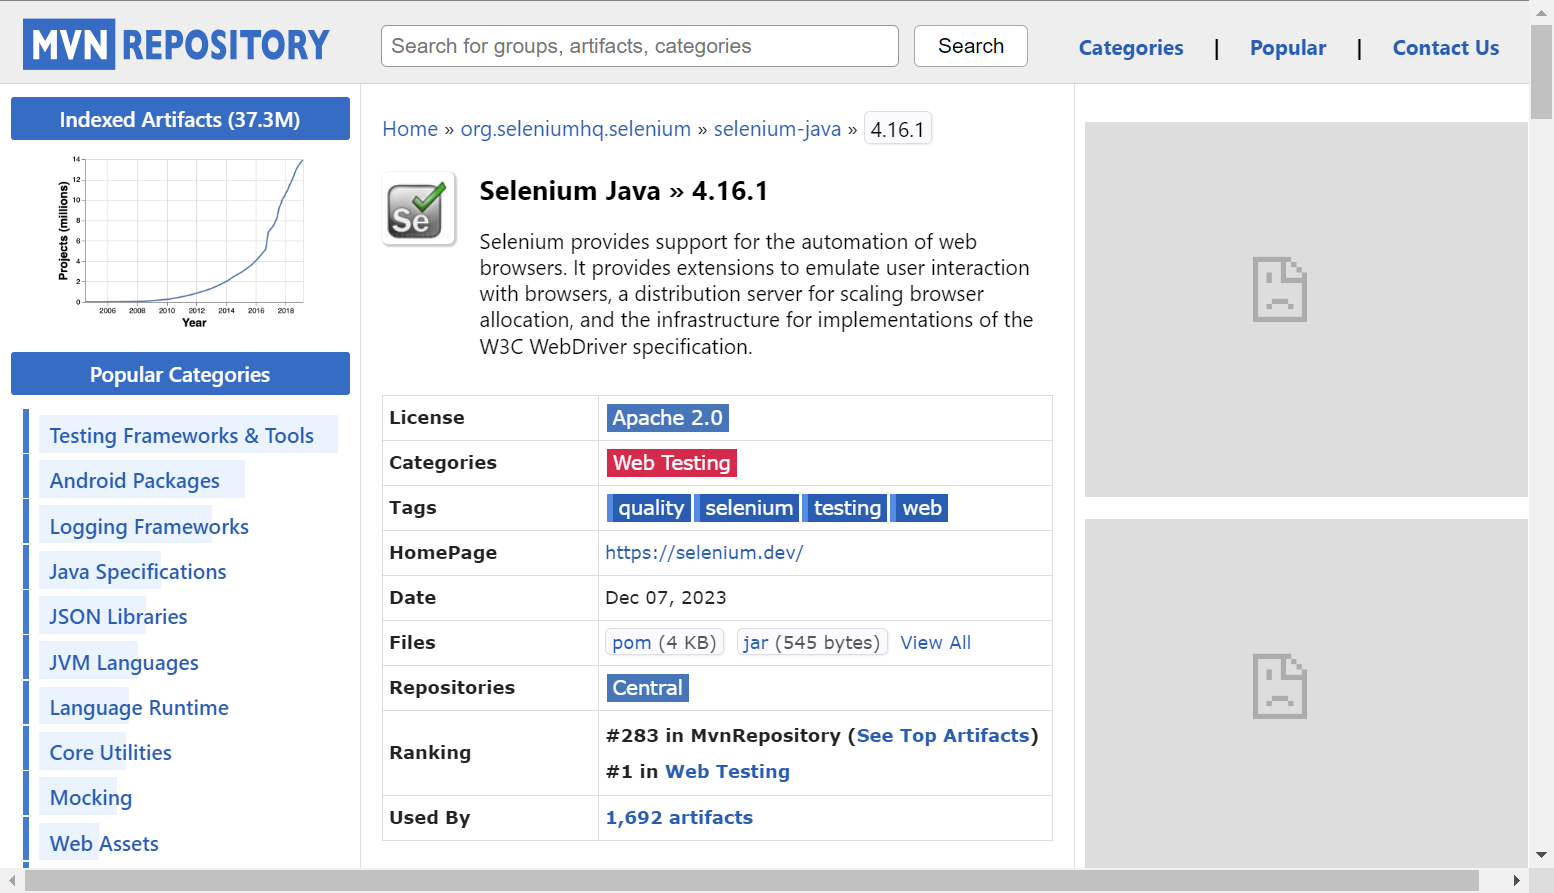 MVN REPOSITORY
Search for groups, artifacts, categories
Search
Categories | Popular | Contact Us
Indexed Artifacts (37.3M)
Projects (millions)
14
12
10
8
6
4
2
0
2006 2008 2010 2012 2014 2016 2018
Year
Popular Categories
Testing Frameworks & Tools
Android Packages
Logging Frameworks
Java Specifications
JSON Libraries
JVM Languages
Language Runtime
Core Utilities
Mocking
Web Assets
Home » org.seleniumhq.selenium » selenium-java » 4.16.1
Se
Selenium Java » 4.16.1
Selenium provides support for the automation of web
browsers. It provides extensions to emulate user interaction
with browsers, a distribution server for scaling browser
allocation, and the infrastructure for implementations of the
W3C WebDriver specification.
License Apache 2.0
Categories Web Testing
Tags quality selenium testing web
HomePage https://selenium.dev/
Date Dec 07, 2023
Files pom (4 KB) jar (545 bytes) View All
Repositories Central
Ranking #283 in MvnRepository (See Top Artifacts)
#1 in Web Testing
Used By 1,692 artifacts